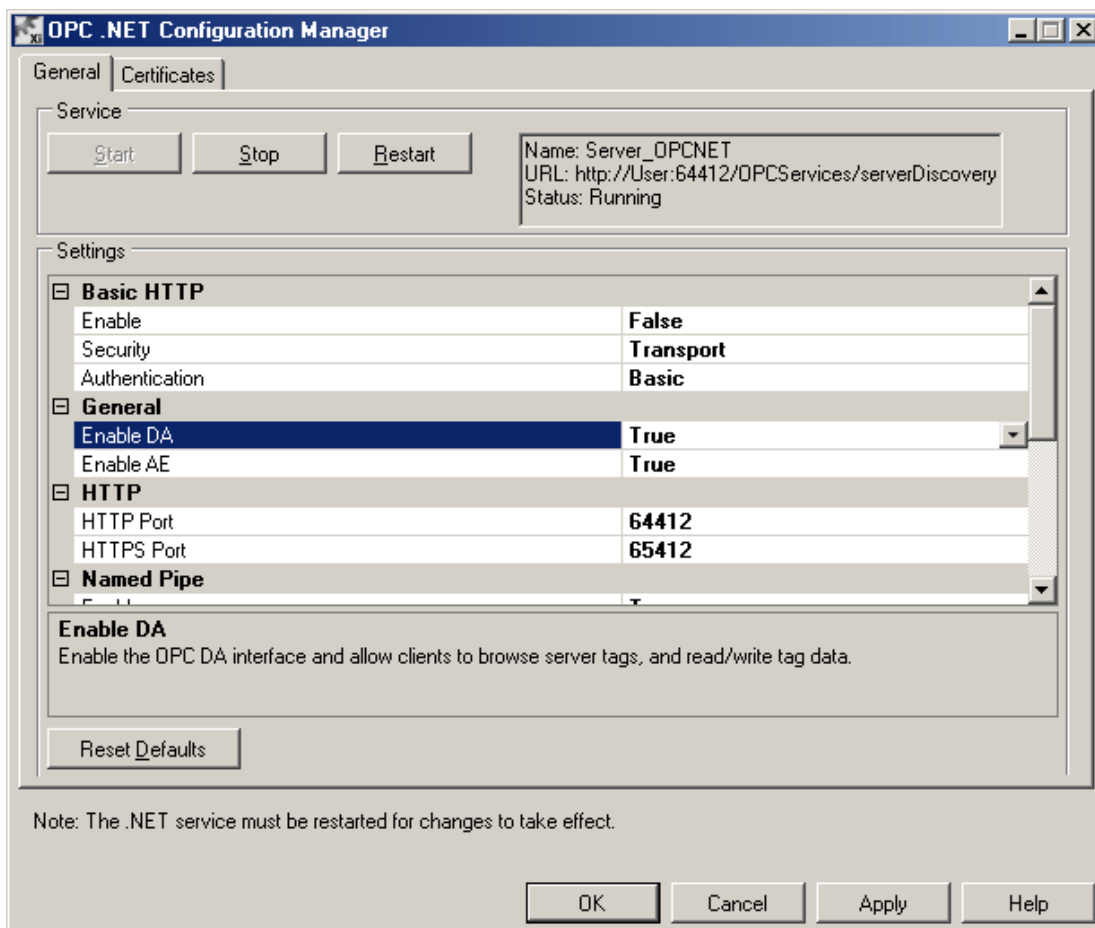 OPC .NET Configuration Manager
General Certificates
Service
Start Stop Restart
Name: Server_OPCNET
URL: http://User:64412/OPCServices/serverDiscovery
Status: Running
Settings
Basic HTTP
Enable False
Security Transport
Authentication Basic
General
Enable DA True
Enable AE True
HTTP
HTTP Port 64412
HTTPS Port 65412
Named Pipe
Enable DA
Enable the OPC DA interface and allow clients to browse server tags, and read/write tag data.
Reset Defaults
Note: The .NET service must be restarted for changes to take effect.
OK Cancel Apply Help